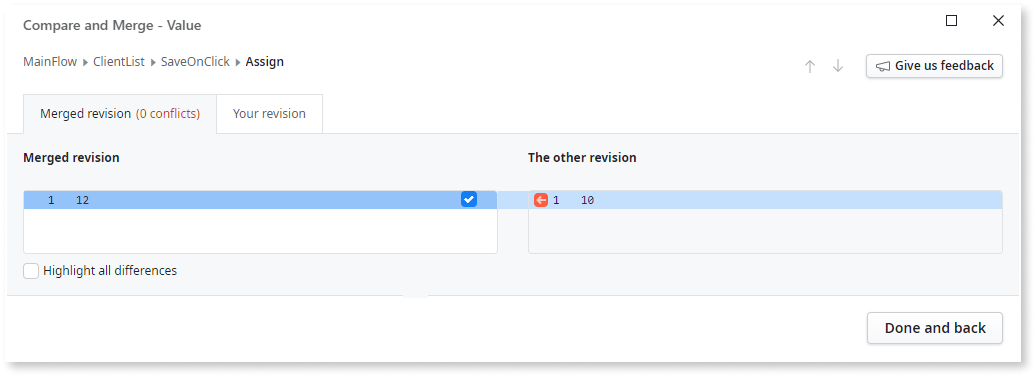 Compare and Merge - Value
MainFlow ▸ ClientList ▸ SaveOnClick ▸ Assign
Give us feedback
Merged revision (0 conflicts)
Your revision
Merged revision
The other revision
1 12
1 10
Highlight all differences
Done and back